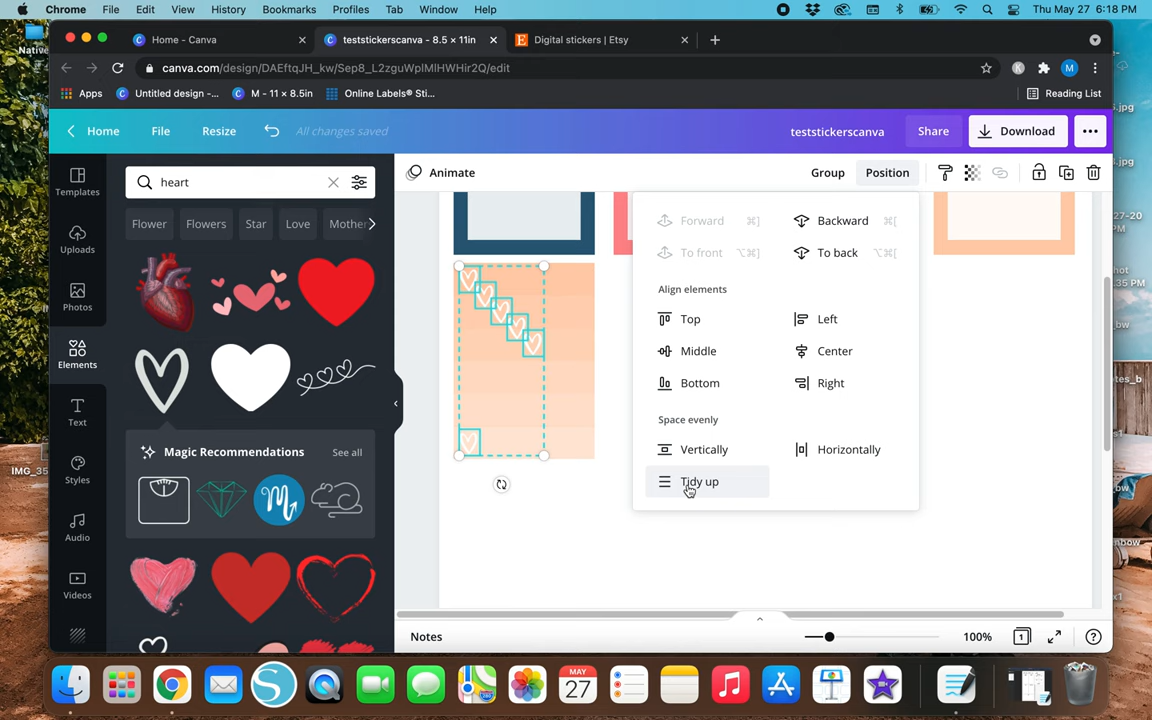 Chrome File Edit View History Bookmarks Profiles Tab Window Help Thu May 27 6:18 PM
Home - Canva teststickerscanva - 8.5 × 11in Digital stickers | Etsy
canva.com/design/DAEftqJH_kw/Sep8_L2zguWpIMIHWHir2Q/edit
Apps Untitled design -... M - 11 × 8.5in Online Labels® Sti... Reading List
Home File Resize All changes saved teststickerscanva Share Download
Templates
Uploads
Photos
Elements
Text
Styles
Audio
Videos
heart
Flower Flowers Star Love Mothe
Magic Recommendations See all
Animate Group Position
Forward ⌘] Backward ⌘[
To front ⌥⌘] To back ⌥⌘[
Align elements
Top Left
Middle Center
Bottom Right
Space evenly
Vertically Horizontally
Tidy up
Notes 100% 1
IMG_35
MAY
27